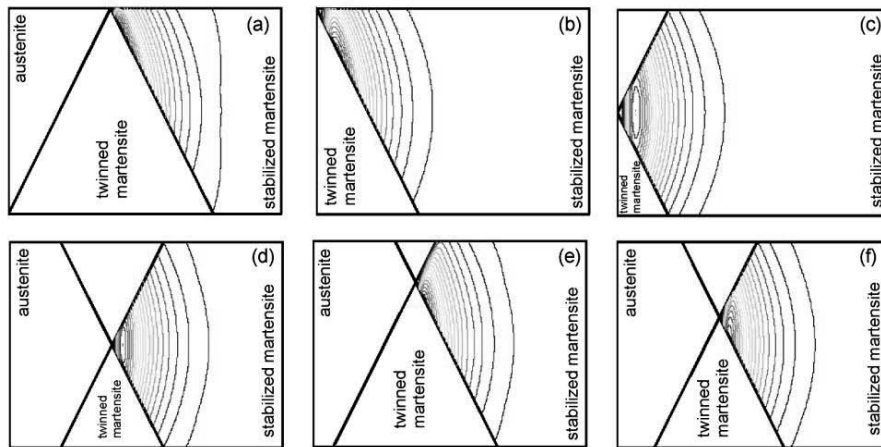 (a)
austenite
twinned
martensite
stabilized martensite
(b)
twinned
martensite
stabilized martensite
(c)
twinned
martensite
stabilized martensite
(d)
austenite
twinned
martensite
stabilized martensite
(e)
austenite
twinned
martensite
stabilized martensite
(f)
austenite
twinned
martensite
stabilized martensite